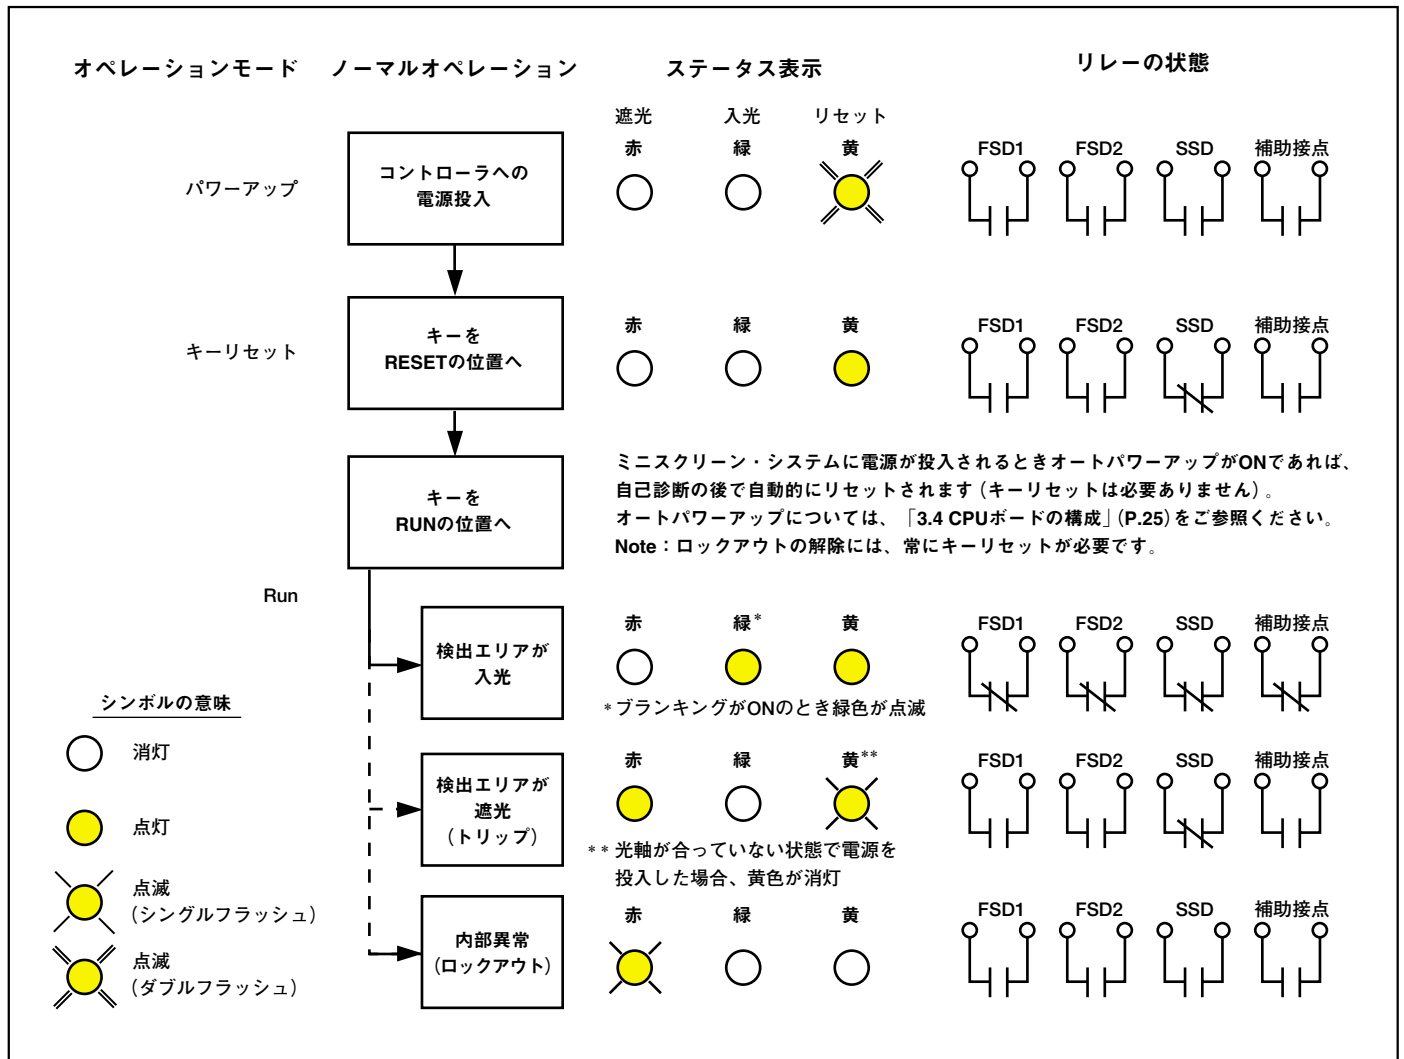 オペレーションモード ノーマルオペレーション ステータス表示 リレーの状態
遮光 入光 リセット
赤 緑 黄 FSD1 FSD2 SSD 補助接点
パワーアップ
コントローラへの
電源投入
赤 緑 黄 FSD1 FSD2 SSD 補助接点
キーリセット
キーを
RESETの位置へ
キーを
RUNの位置へ
ミニスクリーン・システムに電源が投入されるときオートパワーアップがONであれば、
自己診断の後で自動的にリセットされます(キーリセットは必要ありません)。
オートパワーアップについては、「3.4 CPUボードの構成」(P.25)をご参照ください。
Note:ロックアウトの解除には、常にキーリセットが必要です。
Run
検出エリアが
入光
赤 緑* 黄 FSD1 FSD2 SSD 補助接点
*ブランキングがONのとき緑色が点滅
検出エリアが
遮光
(トリップ)
赤 緑 黄** FSD1 FSD2 SSD 補助接点
**光軸が合っていない状態で電源を
投入した場合、黄色が消灯
内部異常
(ロックアウト)
赤 緑 黄 FSD1 FSD2 SSD 補助接点
シンボルの意味
消灯
点灯
点滅
(シングルフラッシュ)
点滅
(ダブルフラッシュ)